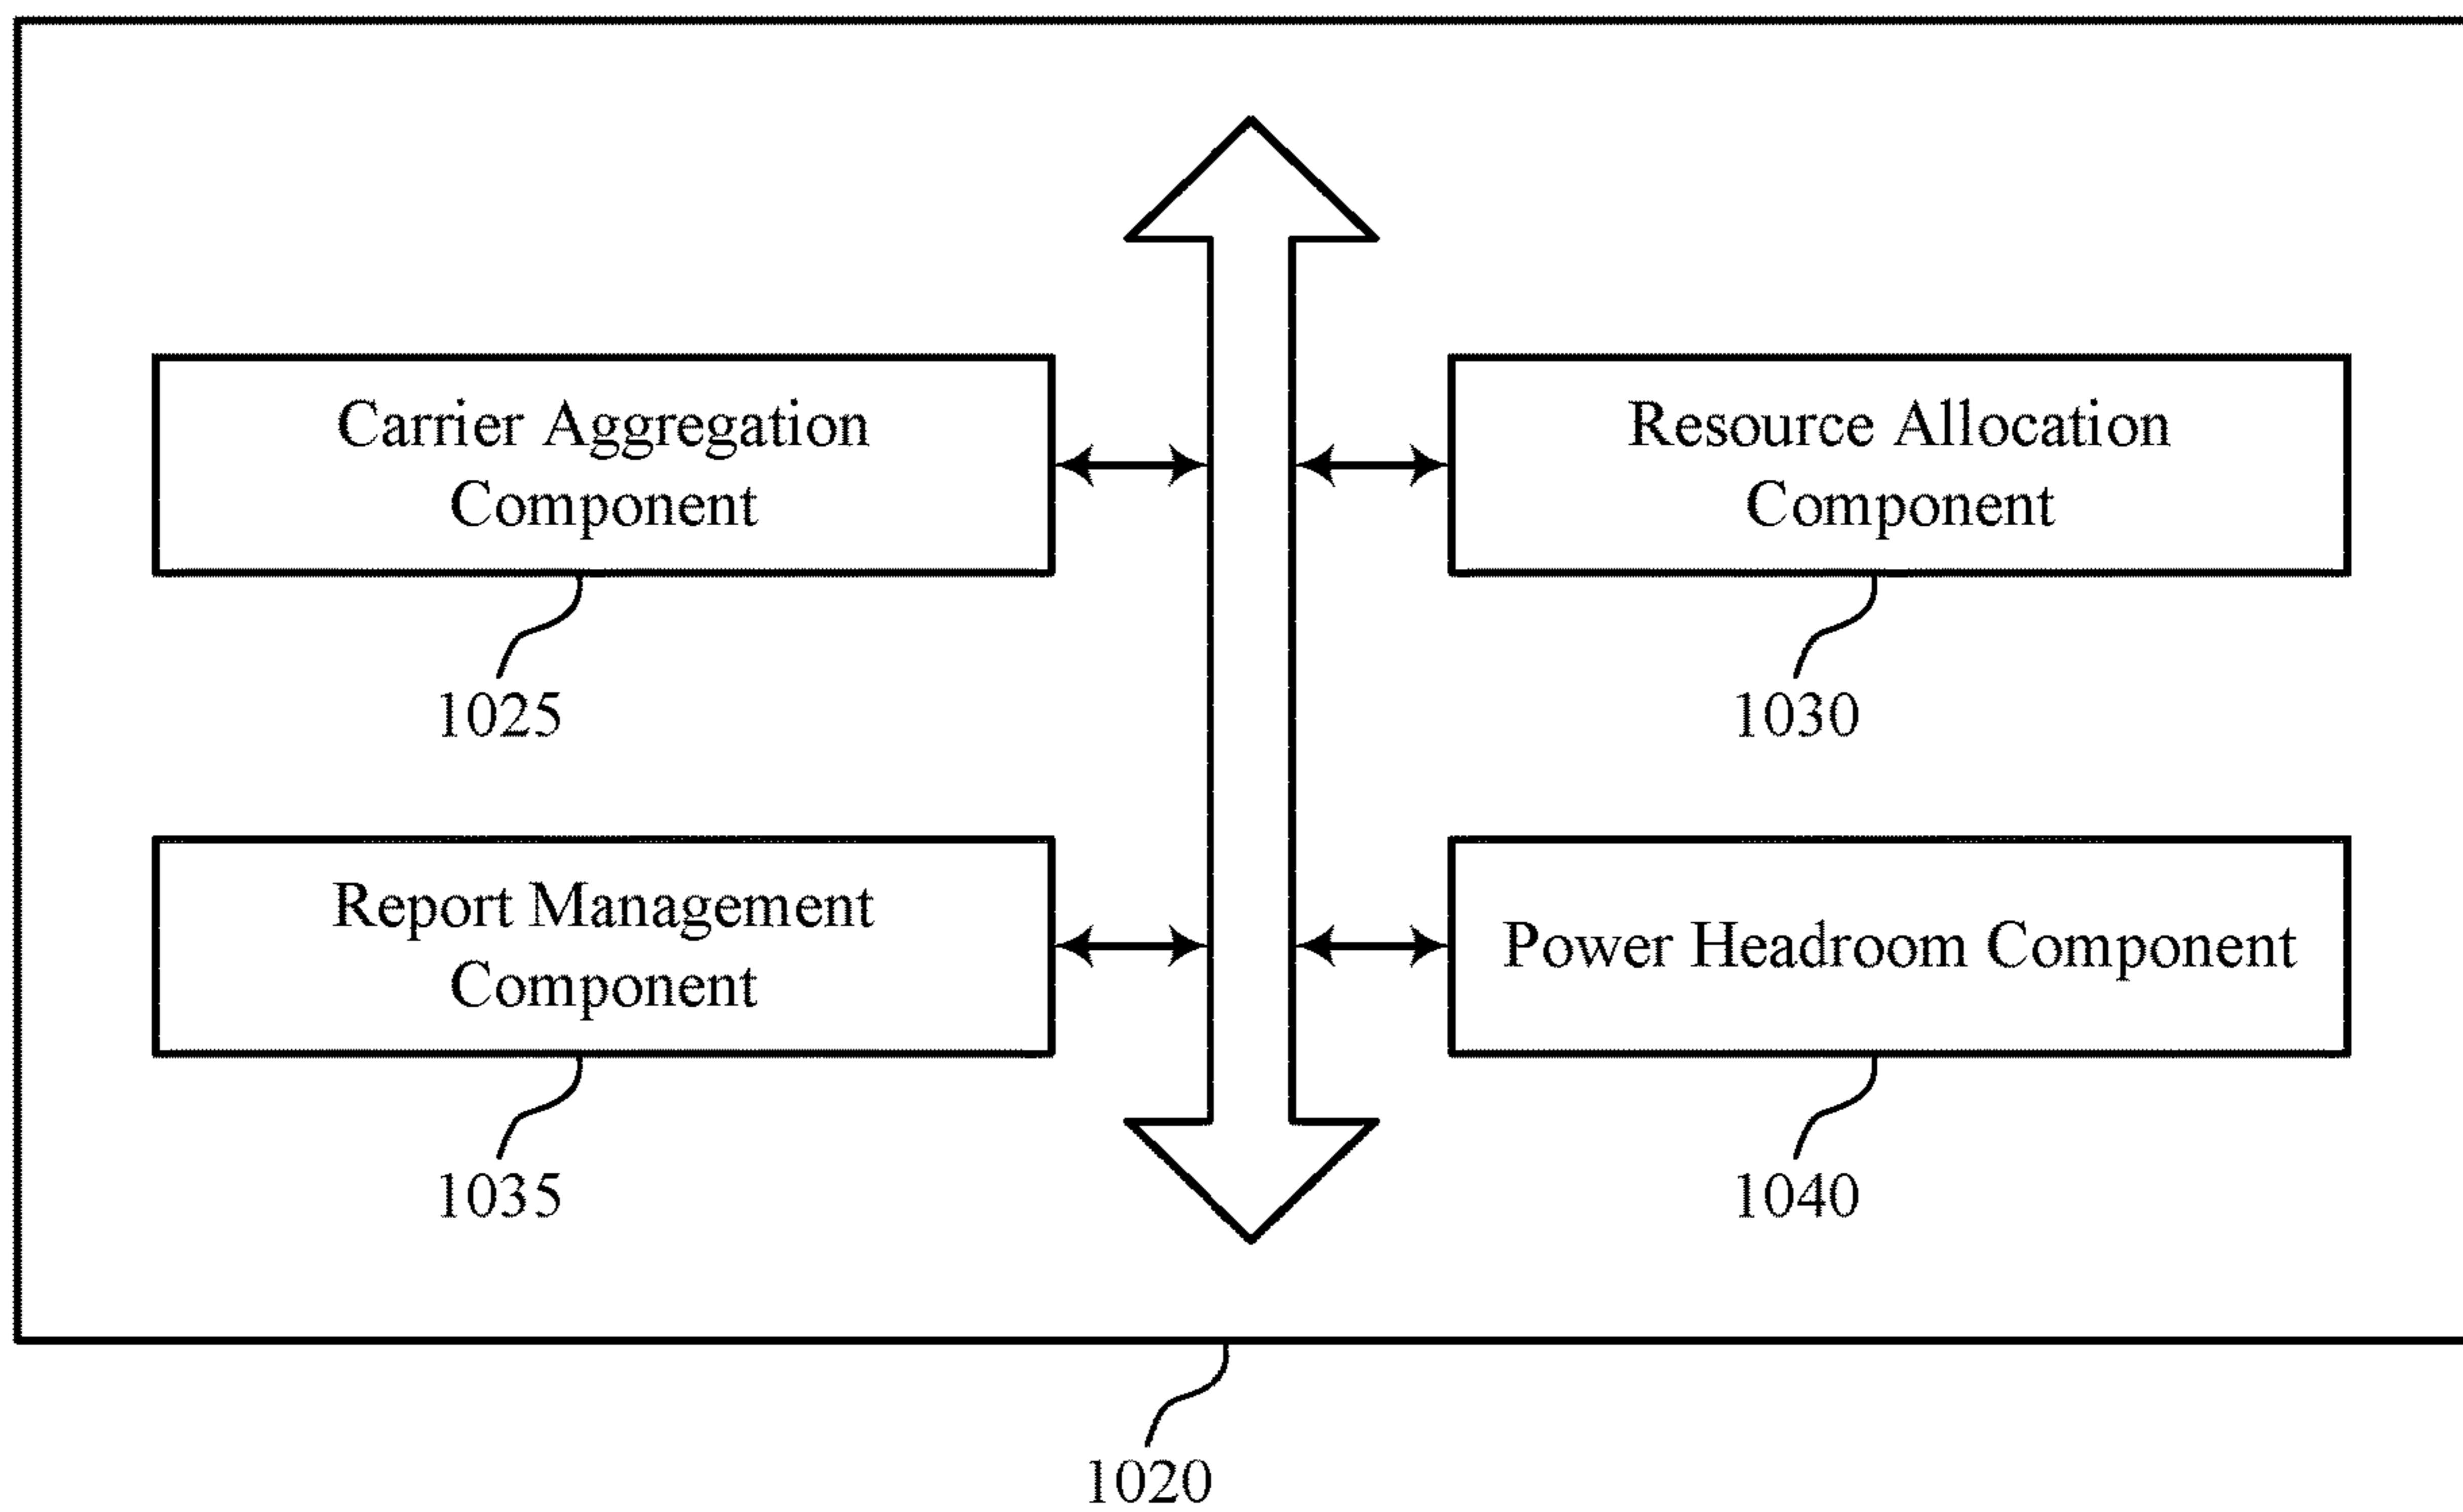 Carrier Aggregation
Component
1025
Resource Allocation
Component
1030
Report Management
Component
1035
Power Headroom Component
1040
1020